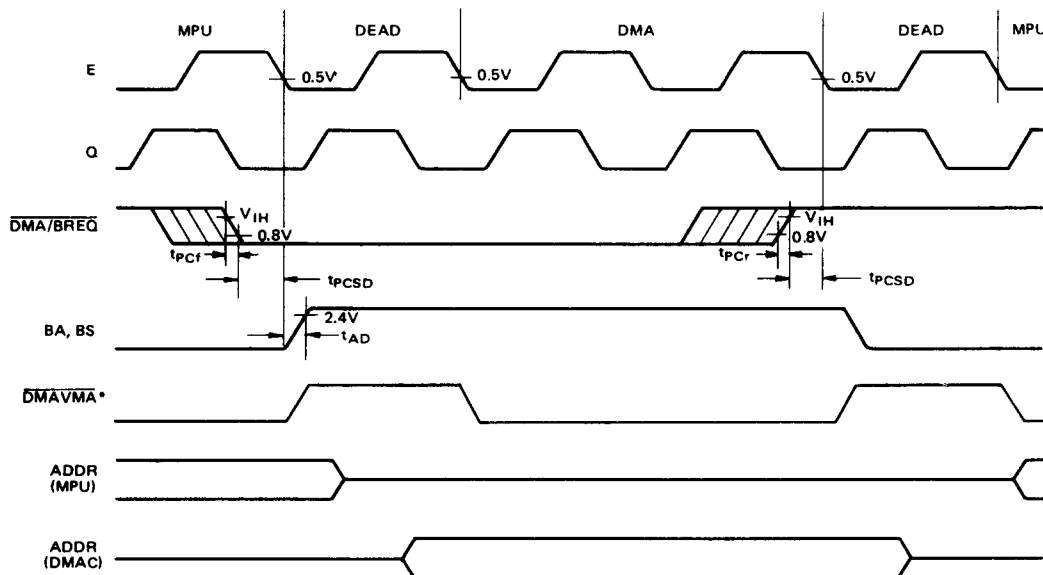 MPU DEAD DMA DEAD MPU
E 0.5V 0.5V 0.5V
Q
DMA/BREQ VIH VIH
0.8V 0.8V
tPCf tPCr
tPCSD tPCSD
BA, BS 2.4V
tAD
DMAVMA*
ADDR
(MPU)
ADDR
(DMAC)